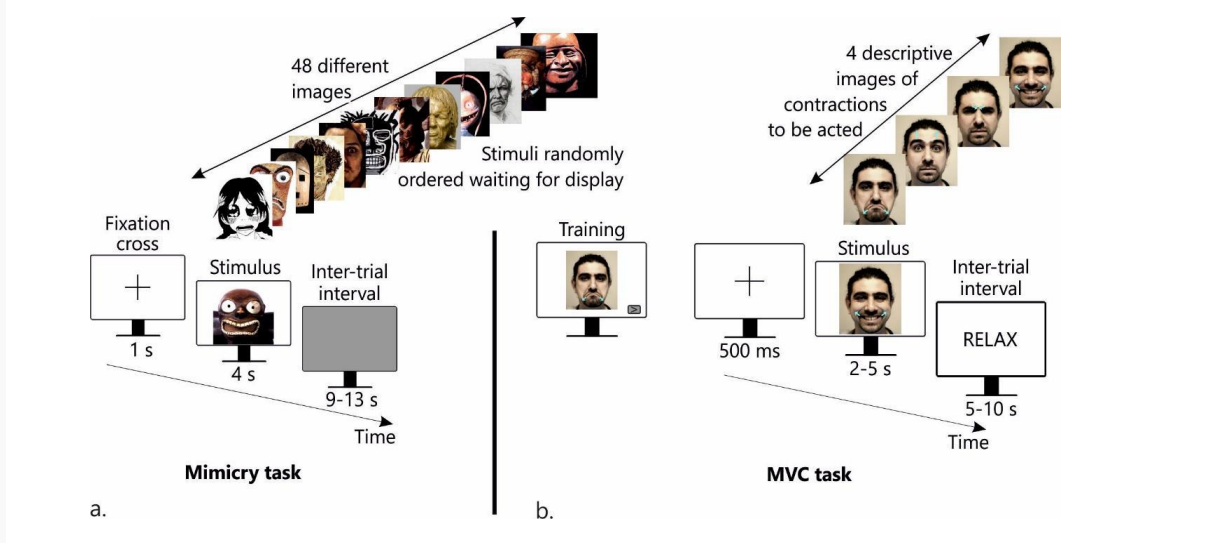 48 different
images
Stimuli randomly
ordered waiting for display
Fixation
cross
Stimulus
Inter-trial
interval
1 s
4 s
9-13 s
Time
Mimicry task
a.
4 descriptive
images of
contractions
to be acted
Training
Stimulus
Inter-trial
interval
RELAX
500 ms
2-5 s
5-10 s
Time
MVC task
b.